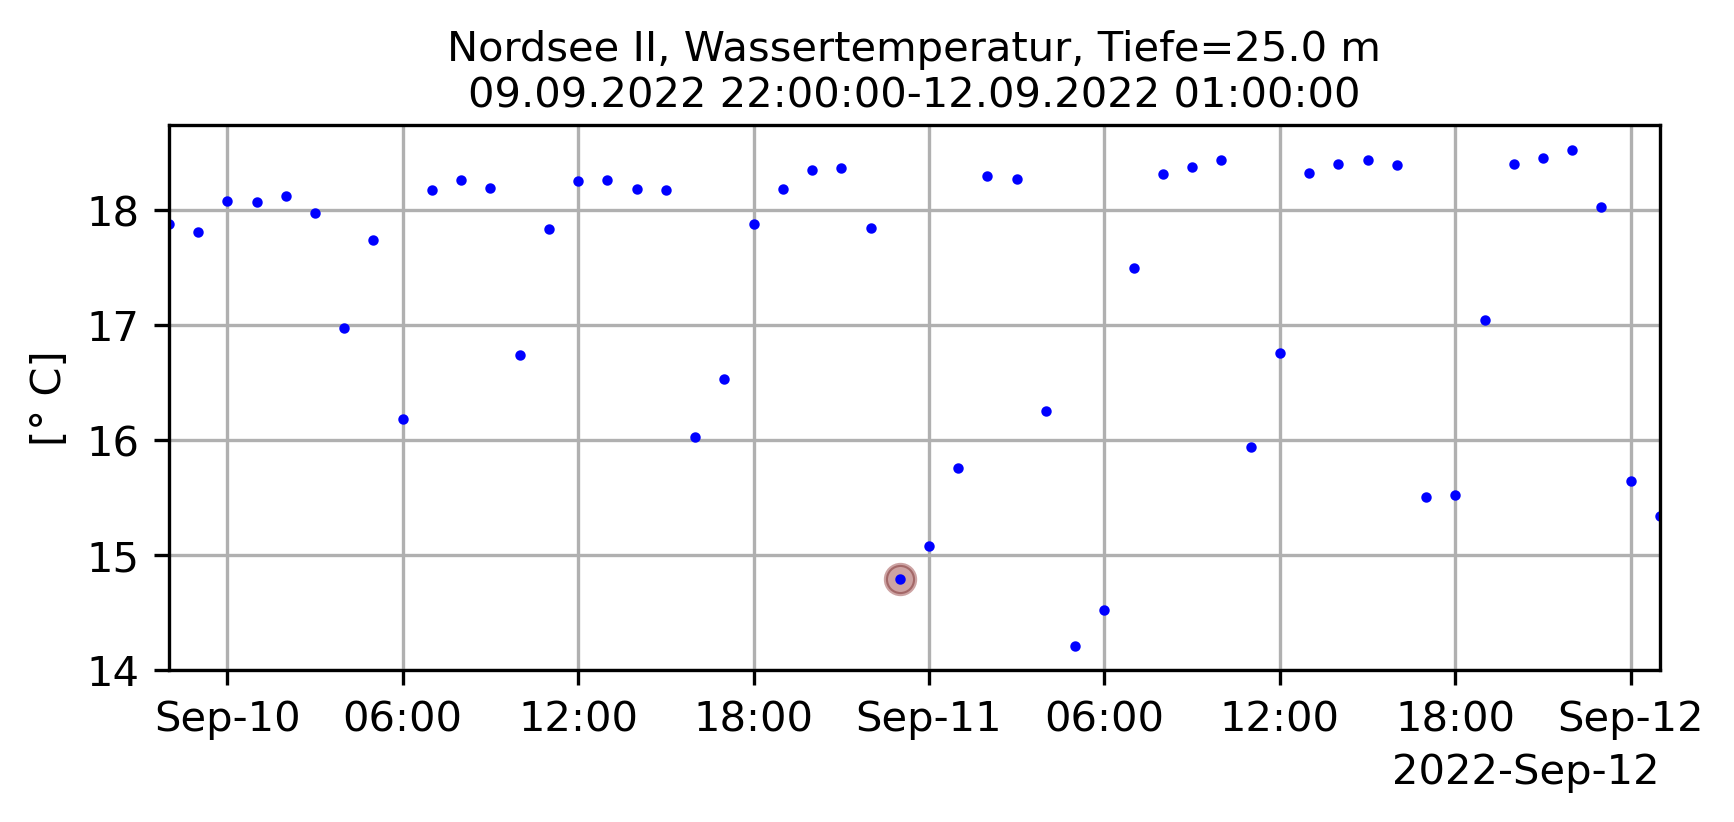 Nordsee II, Wassertemperatur, Tiefe=25.0 m
09.09.2022 22:00:00-12.09.2022 01:00:00
[° C]
18
17
16
15
14
Sep-10 06:00 12:00 18:00 Sep-11 06:00 12:00 18:00 Sep-12
2022-Sep-12